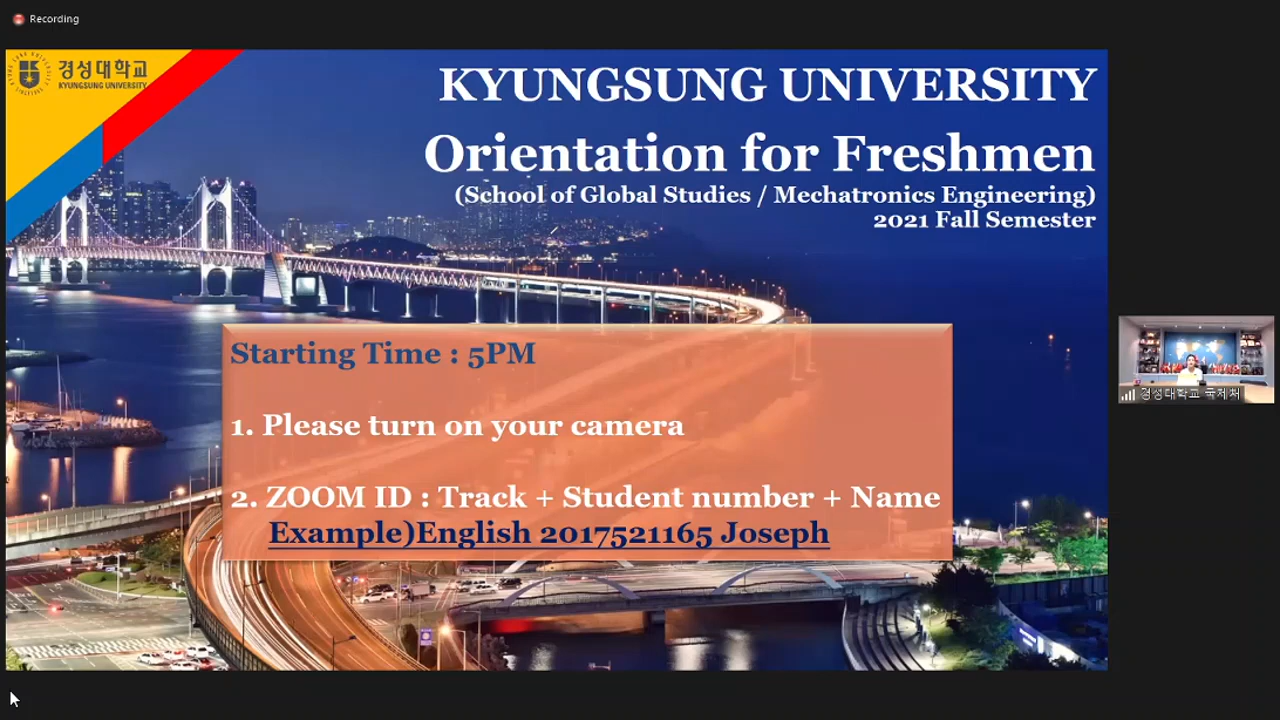 Recording
경성대학교
KYUNGSUNG UNIVERSITY
KYUNGSUNG UNIVERSITY
Orientation for Freshmen
(School of Global Studies / Mechatronics Engineering)
2021 Fall Semester
Starting Time : 5PM
1. Please turn on your camera
2. ZOOM ID : Track + Student number + Name
Example)English 2017521165 Joseph
경성대학교 국제처